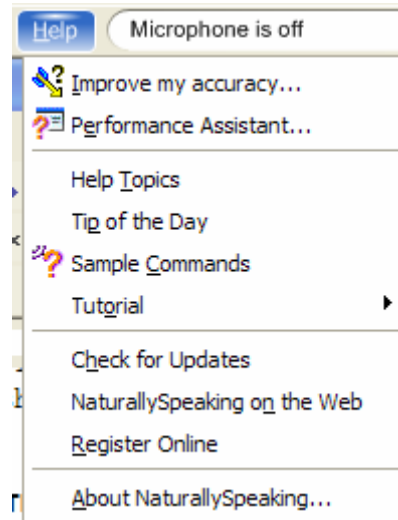 Help Microphone is off
Improve my accuracy...
Performance Assistant...
Help Topics
Tip of the Day
Sample Commands
Tutorial
Check for Updates
NaturallySpeaking on the Web
Register Online
About NaturallySpeaking...